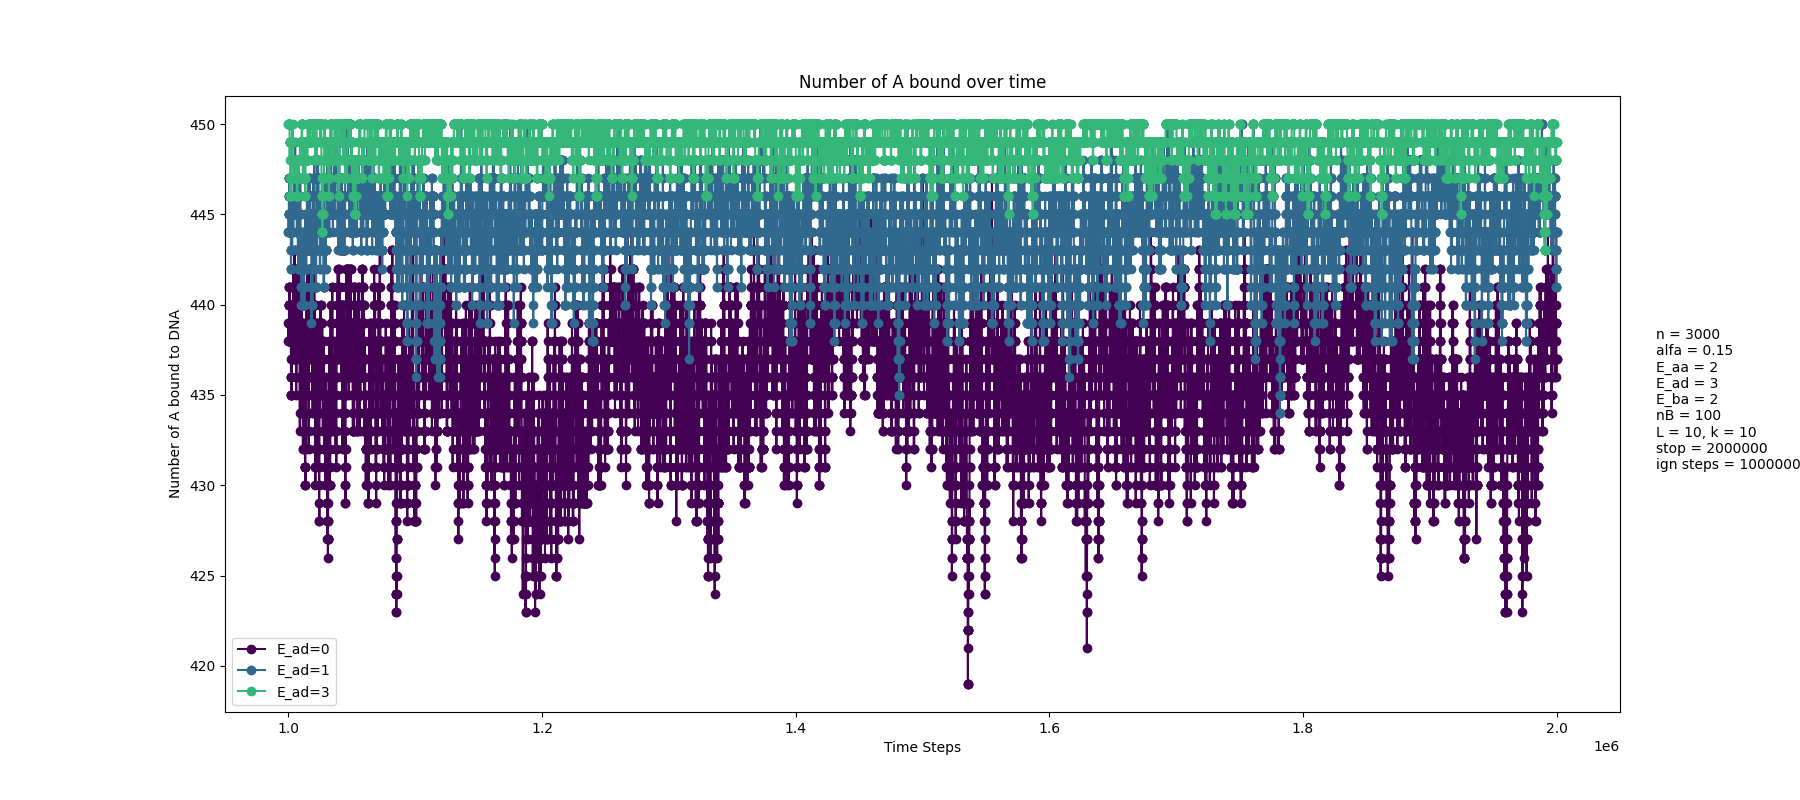 Number of A bound over time
Number of A bound to DNA
450
445
440
435
430
425
420
E_ad=0
E_ad=1
E_ad=3
1.0
1.2
1.4
1.6
1.8
2.0
1e6
Time Steps
n = 3000
alfa = 0.15
E_aa = 2
E_ad = 3
E_ba = 2
nB = 100
L = 10, k = 10
stop = 2000000
ign steps = 1000000